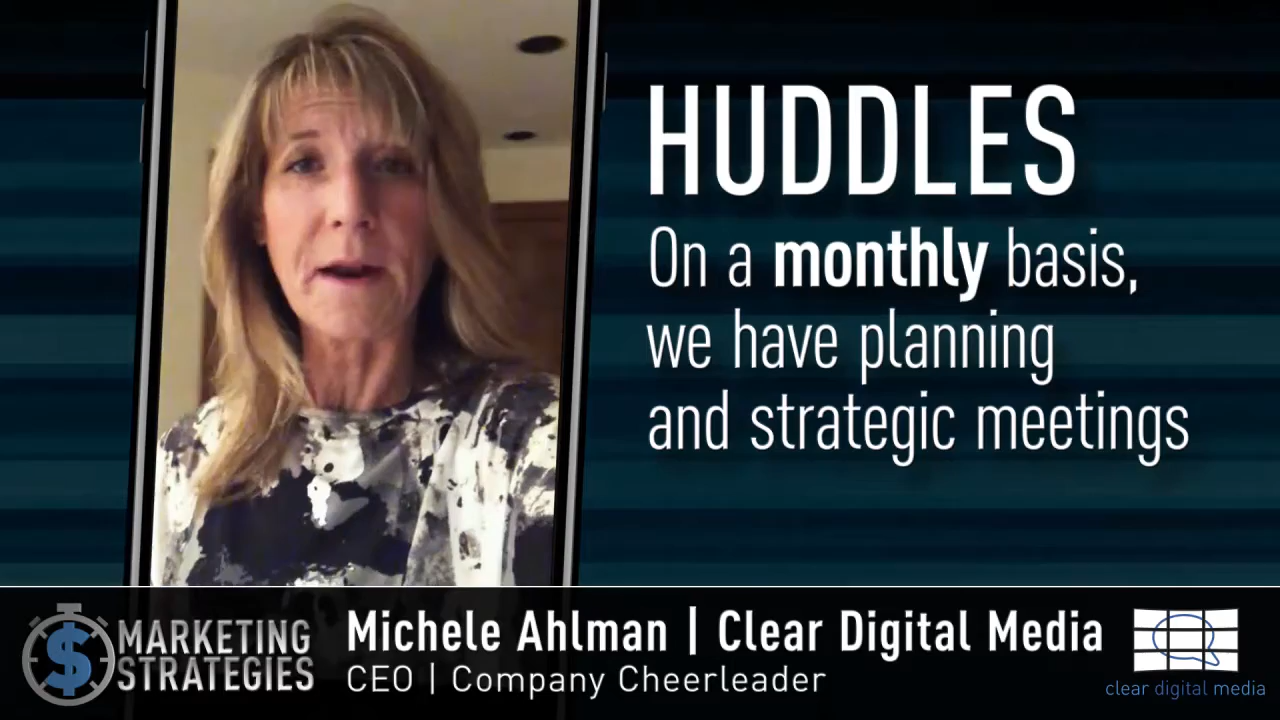 HUDDLES
On a monthly basis,
we have planning
and strategic meetings
$
MARKETING
STRATEGIES
Michele Ahlman | Clear Digital Media
CEO | Company Cheerleader
clear digital media